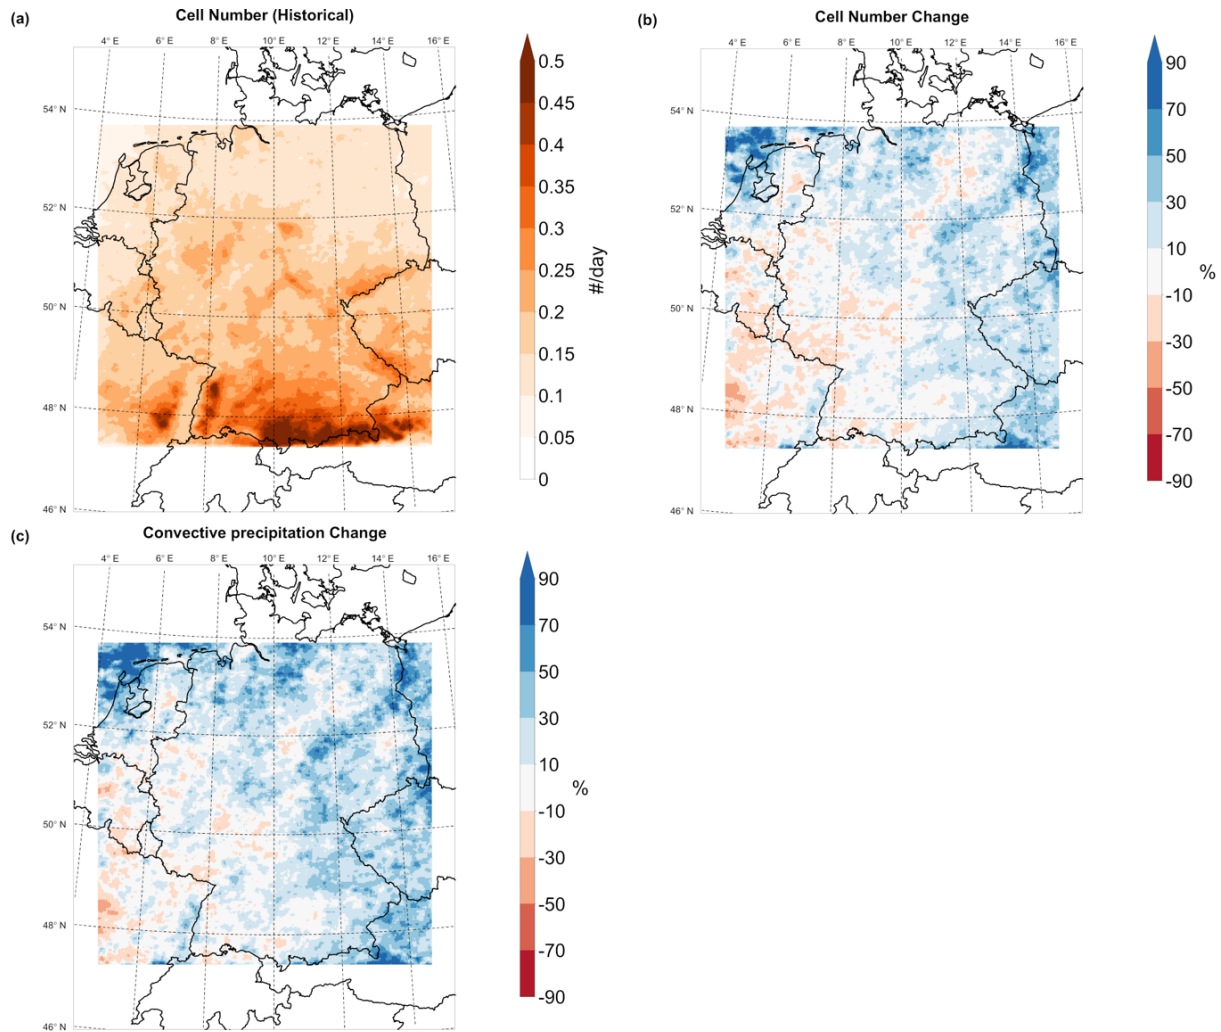 (a)
Cell Number (Historical)
4° E 6° E 8° E 10° E 12° E 14° E 16° E
54° N
52° N
50° N
48° N
46° N
0.5
0.45
0.4
0.35
0.3
0.25
0.2
0.15
0.1
0.05
0
#/day
(b)
Cell Number Change
4° E 6° E 8° E 10° E 12° E 14° E 16° E
54° N
52° N
50° N
48° N
46° N
90
70
50
30
10
-10
-30
-50
-70
-90
%
(c)
Convective precipitation Change
4° E 6° E 8° E 10° E 12° E 14° E 16° E
54° N
52° N
50° N
48° N
46° N
90
70
50
30
10
-10
-30
-50
-70
-90
%